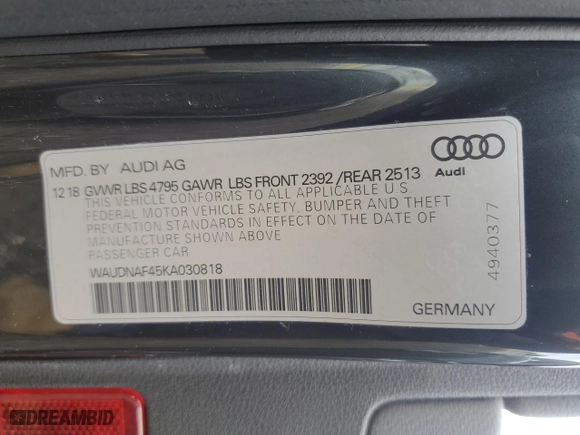 MFD. BY AUDI AG
12 18 GVWR LBS 4795 GAWR LBS FRONT 2392 /REAR 2513
THIS VEHICLE CONFORMS TO ALL APPLICABLE U S
FEDERAL MOTOR VEHICLE SAFETY, BUMPER AND THEFT
PREVENTION STANDARDS IN EFFECT ON THE DATE OF
MANUFACTURE SHOWN ABOVE
PASSENGER CAR
WAUDNAF45KA030818
GERMANY
Audi
4940377
DREAMBID